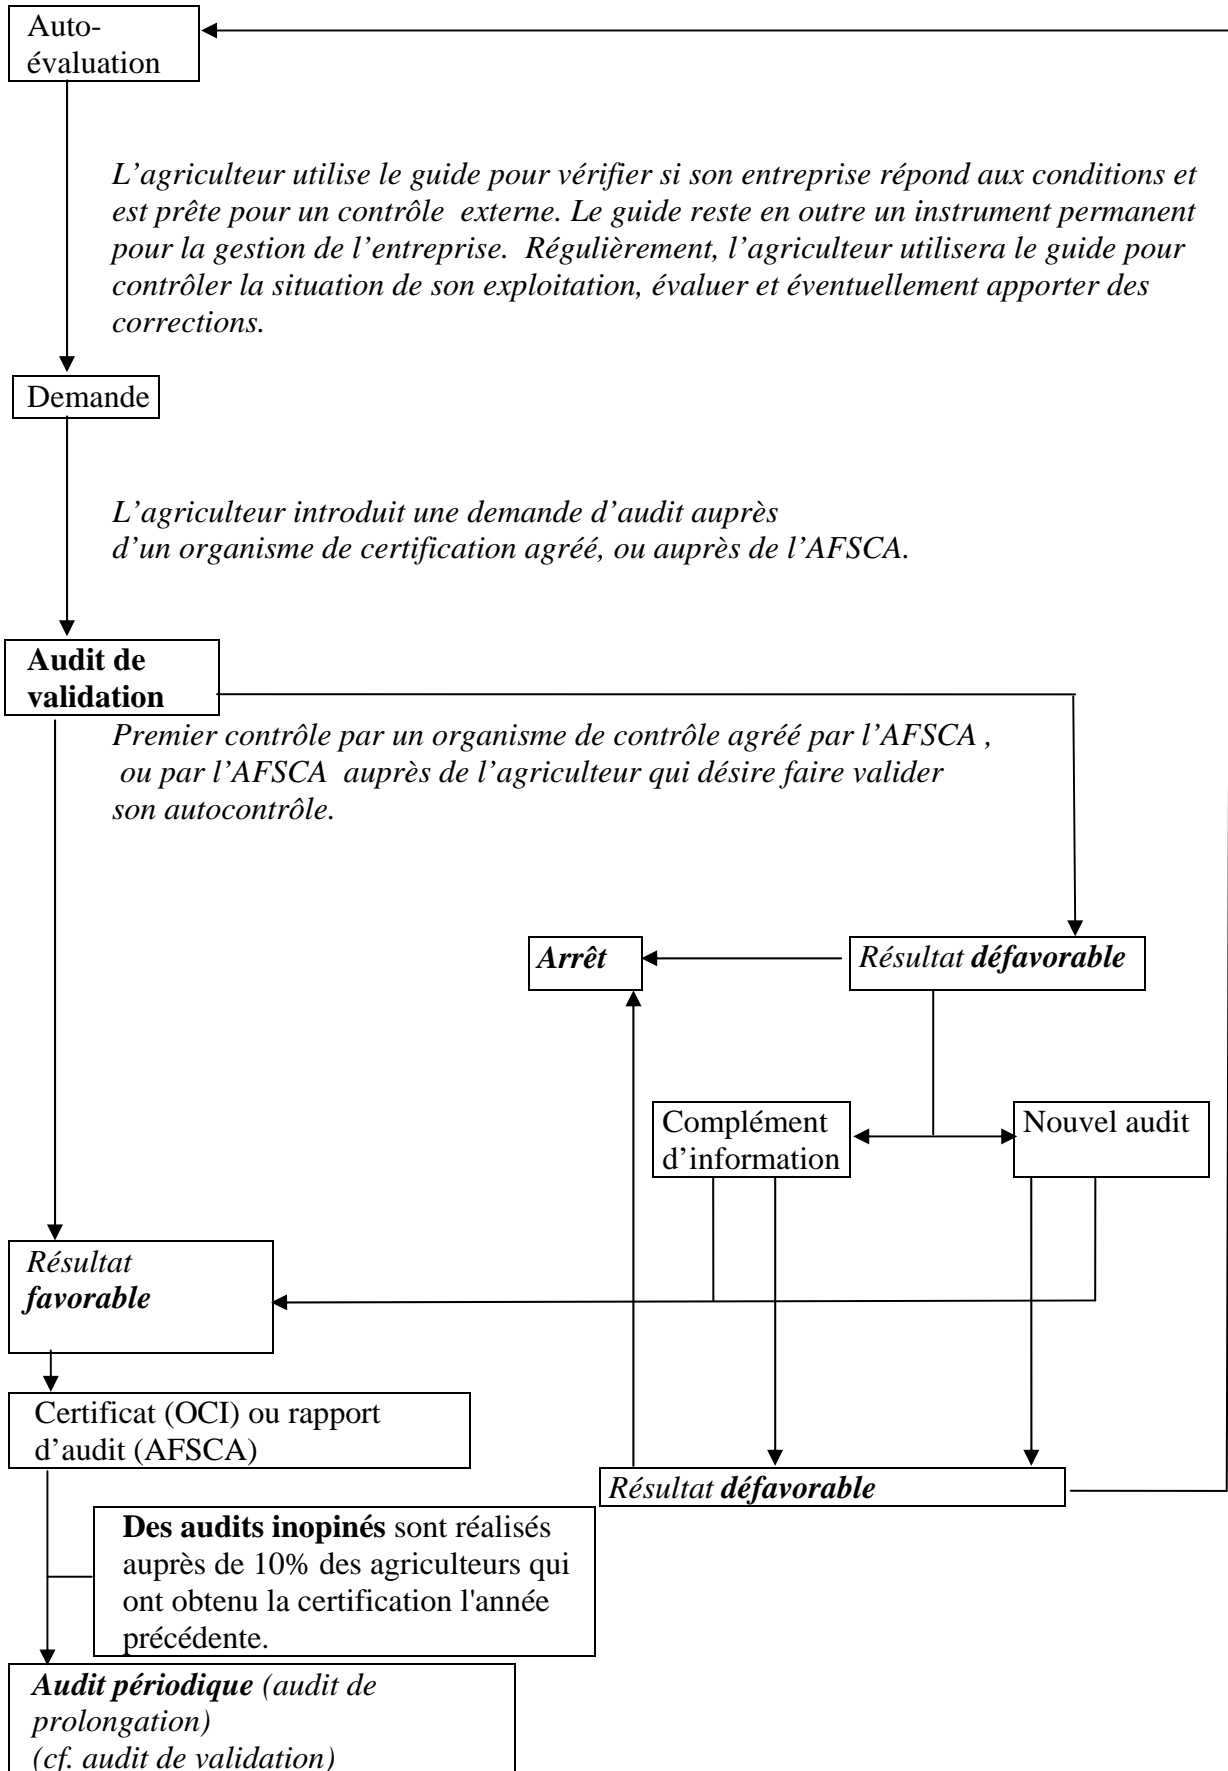 Auto-
évaluation
L’agriculteur utilise le guide pour vérifier si son entreprise répond aux conditions et
est prête pour un contrôle externe. Le guide reste en outre un instrument permanent
pour la gestion de l’entreprise. Régulièrement, l’agriculteur utilisera le guide pour
contrôler la situation de son exploitation, évaluer et éventuellement apporter des
corrections.
Demande
L’agriculteur introduit une demande d’audit auprès
d’un organisme de certification agréé, ou auprès de l’AFSCA.
Audit de
validation
Premier contrôle par un organisme de contrôle agréé par l’AFSCA ,
ou par l’AFSCA auprès de l’agriculteur qui désire faire valider
son autocontrôle.
Arrêt
Résultat défavorable
Complément
d’information
Nouvel audit
Résultat
favorable
Certificat (OCI) ou rapport
d’audit (AFSCA)
Résultat défavorable
Des audits inopinés sont réalisés
auprès de 10% des agriculteurs qui
ont obtenu la certification l'année
précédente.
Audit périodique (audit de
prolongation)
(cf. audit de validation)